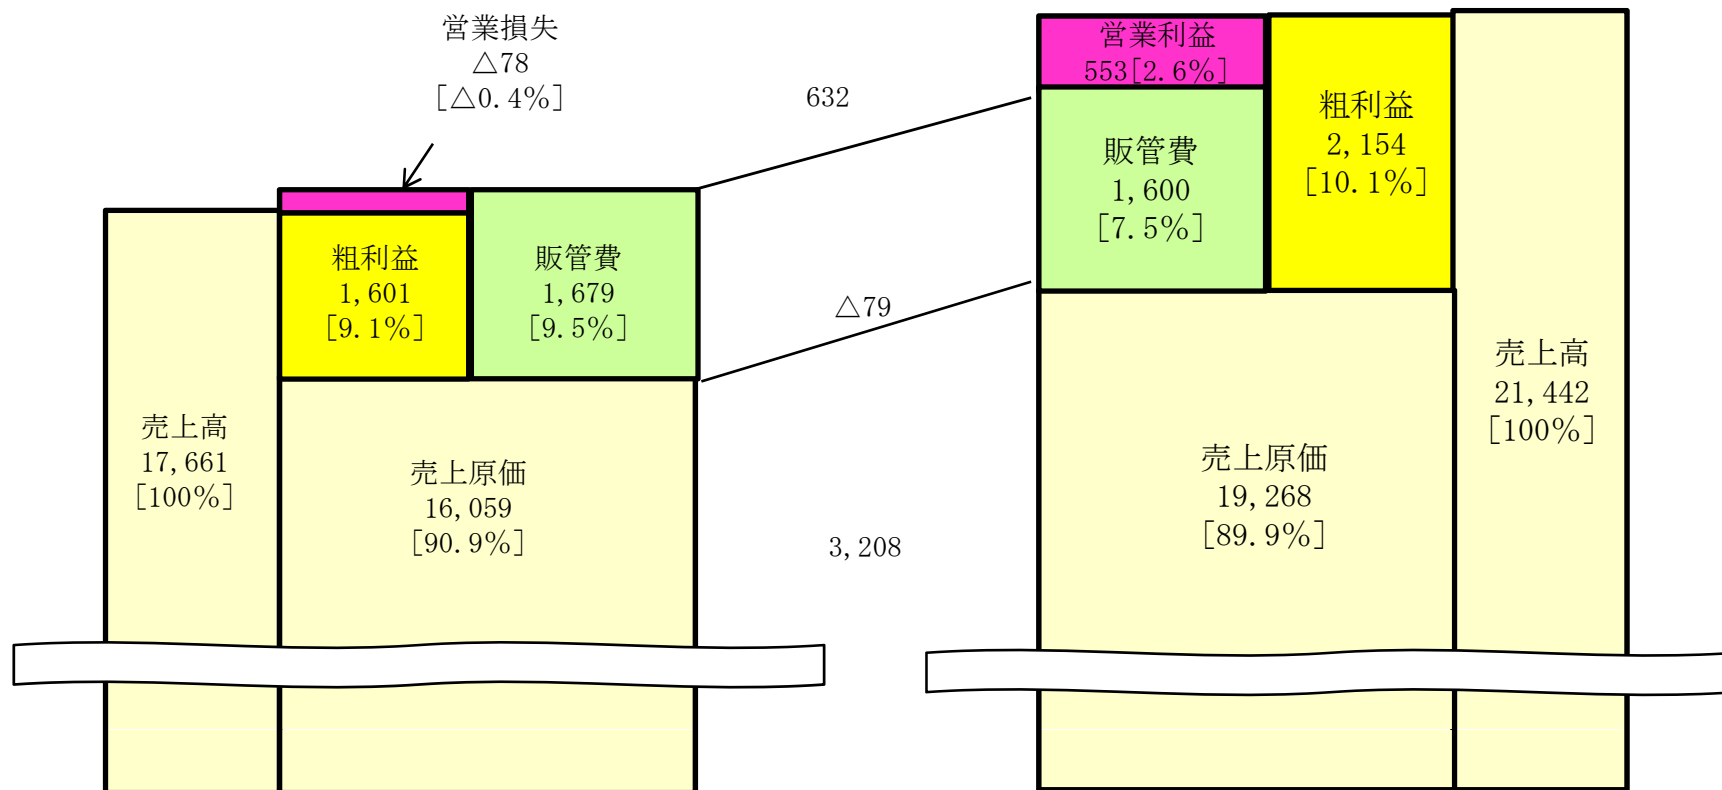 営業損失
△78
[△0.4%]
粗利益
1,601
[9.1%]
販管費
1,679
[9.5%]
売上高
17,661
[100%]
売上原価
16,059
[90.9%]
632
△79
3,208
営業利益
553[2.6%]
販管費
1,600
[7.5%]
粗利益
2,154
[10.1%]
売上原価
19,268
[89.9%]
売上高
21,442
[100%]